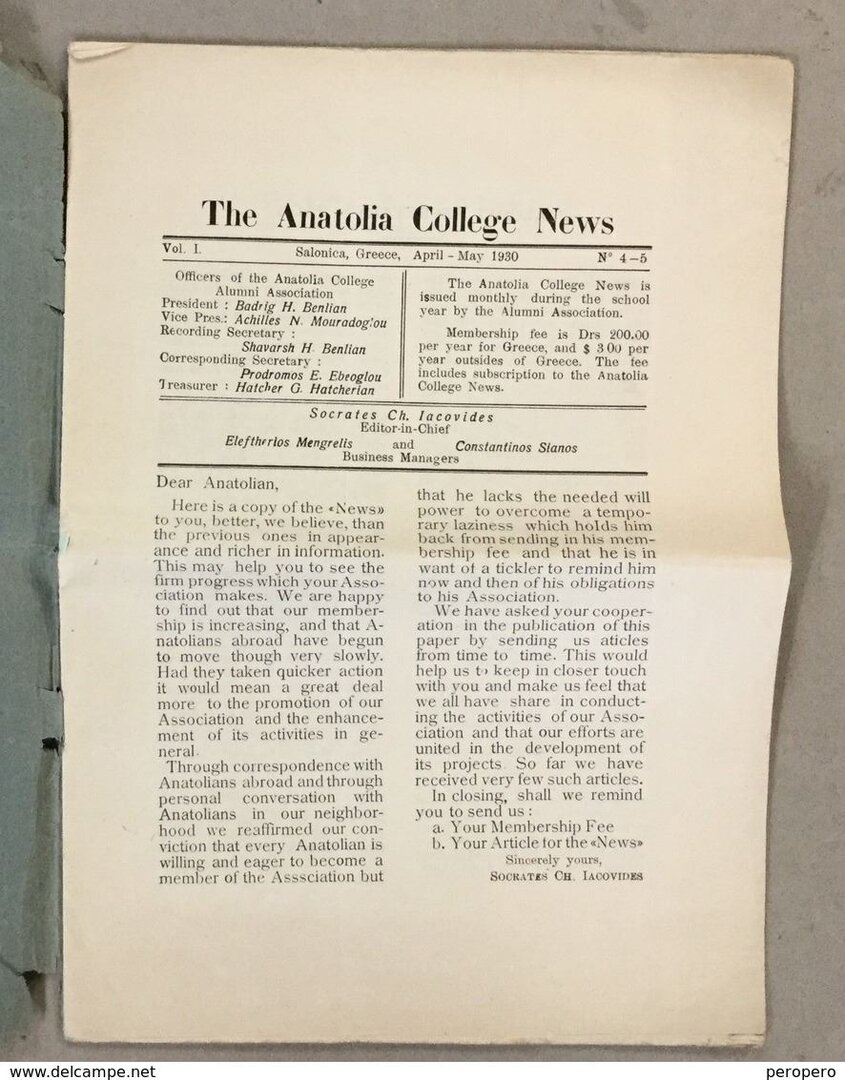 The Anatolia College News
Vol. I. Salonica, Greece, April - May 1930 N° 4-5
Officers of the Anatolia College
Alumni Association
President : Badrig H. Benlian
Vice Pres.: Achilles N. Mouradoglou
Recording Secretary :
Shavarsh H. Benlian
Corresponding Secretary :
Prodromos E. Ebeoglou
Treasurer : Hatcher G. Hatcherian
The Anatolia College News is
issued monthly during the school
year by the Alumni Association.
Membership fee is Drs 200.00
per year for Greece, and $ 3 00 per
year outsides of Greece. The fee
includes subscription to the Anatolia
College News.
Socrates Ch. Iacovides
Editor-in-Chief
Eleftherios Mengrelis and Constantinos Sianos
Business Managers
Dear Anatolian,
Here is a copy of the «News»
to you, better, we believe, than
the previous ones in appear-
ance and richer in information.
This may help you to see the
firm progress which your Asso-
ciation makes. We are happy
to find out that our member-
ship is increasing, and that A-
natolians abroad have begun
to move though very slowly.
Had they taken quicker action
it would mean a great deal
more to the promotion of our
Association and the enhance-
ment of its activities in ge-
neral.
Through correspondence with
Anatolians abroad and through
personal conversation with
Anatolians in our neighbor-
hood we reaffirmed our con-
viction that every Anatolian is
willing and eager to become a
member of the Asssciation but
that he lacks the needed will
power to overcome a tempo-
rary laziness which holds him
back from sending in his mem-
bership fee and that he is in
want of a tickler to remind him
now and then of his obligations
to his Association.
We have asked your cooper-
ation in the publication of this
paper by sending us aticles
from time to time. This would
help us to keep in closer touch
with you and make us feel that
we all have share in conduct-
ing the activities of our Asso-
ciation and that our efforts are
united in the development of
its projects. So far we have
received very few such articles.
In closing, shall we remind
you to send us :
a. Your Membership Fee
b. Your Article for the «News»
Sincerely yours,
SOCRATES CH. IACOVIDES
www.delcampe.net peropero